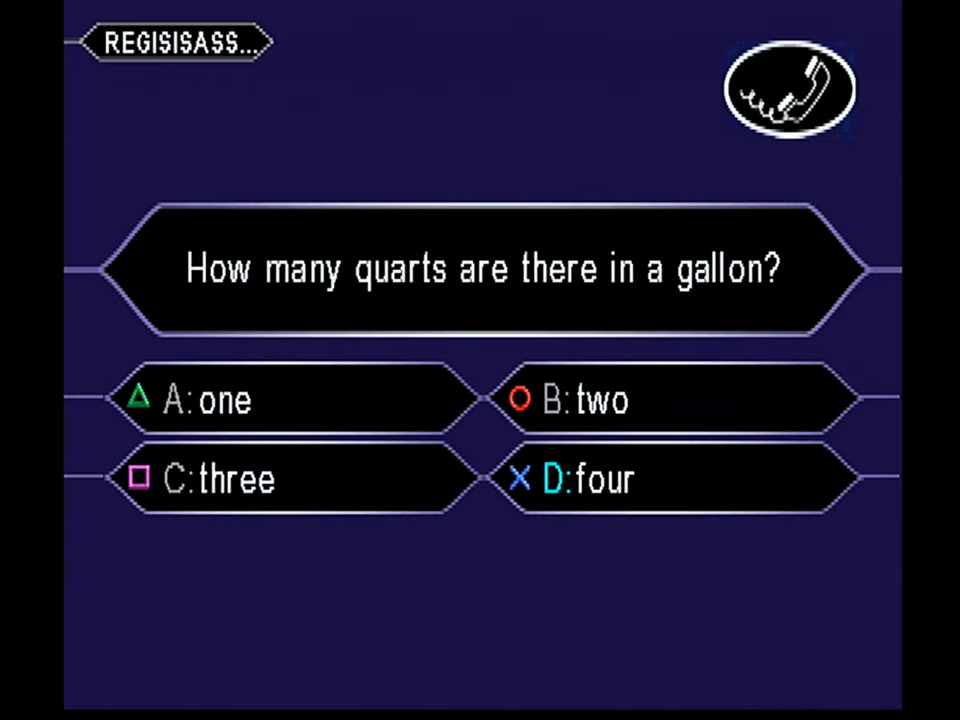 REGISISASS...
How many quarts are there in a gallon?
A: one
B: two
C: three
D: four